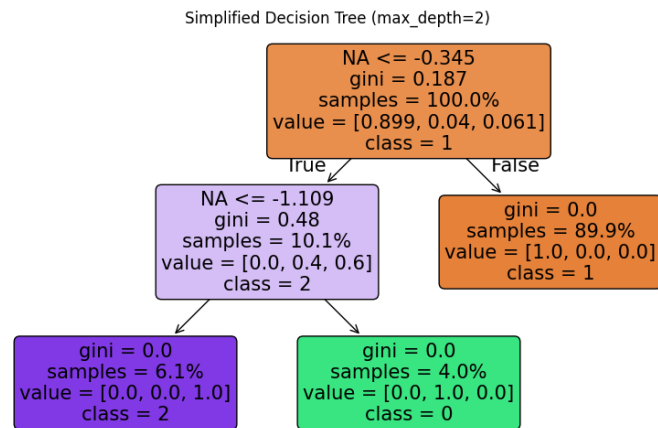 Simplified Decision Tree (max_depth=2)
NA <= -0.345
gini = 0.187
samples = 100.0%
value = [0.899, 0.04, 0.061]
class = 1
True
False
NA <= -1.109
gini = 0.48
samples = 10.1%
value = [0.0, 0.4, 0.6]
class = 2
gini = 0.0
samples = 89.9%
value = [1.0, 0.0, 0.0]
class = 1
gini = 0.0
samples = 6.1%
value = [0.0, 0.0, 1.0]
class = 2
gini = 0.0
samples = 4.0%
value = [0.0, 1.0, 0.0]
class = 0